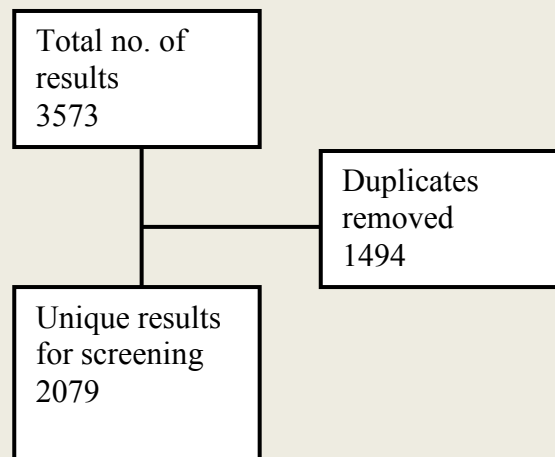 Total no. of
results
3573
Duplicates
removed
1494
Unique results
for screening
2079